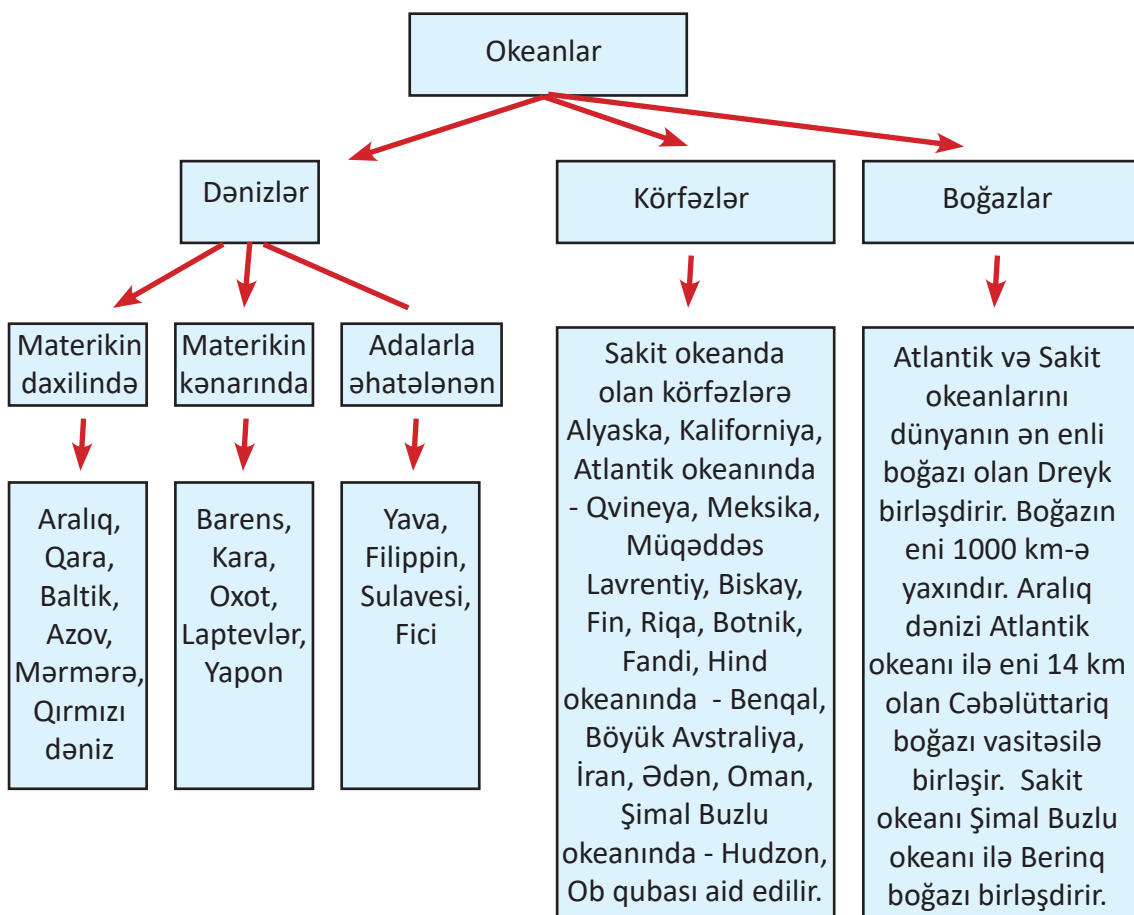 Okeanlar
Dənizlər
Körfəzlər
Boğazlar
Materikin
daxilində
Materikin
kənarında
Adalarla
əhatələnən
Aralıq,
Qara,
Baltik,
Azov,
Mərmərə,
Qırmızı
dəniz
Barens,
Kara,
Oxot,
Laptevlər,
Yapon
Yava,
Filippin,
Sulavesi,
Fici
Sakit okeanda
olan körfəzlərə
Alyaska, Kaliforniya,
Atlantik okeanında
- Qvineya, Meksika,
Müqəddəs
Lavrentiy, Biskay,
Fin, Riqa, Botnik,
Fandi, Hind
okeanında - Benqal,
Böyük Avstraliya,
İran, Ədən, Oman,
Şimal Buzlu
okeanında - Hudzon,
Ob qubası aid edilir.
Atlantik və Sakit
okeanlarını
dünyanın ən enli
boğazı olan Dreyk
birləşdirir. Boğazın
eni 1000 km-ə
yaxındır. Aralıq
dənizi Atlantik
okeanı ilə eni 14 km
olan Cəbəlüttariq
boğazı vasitəsilə
birləşir. Sakit
okeanı Şimal Buzlu
okeanı ilə Berinq
boğazı birləşdirir.